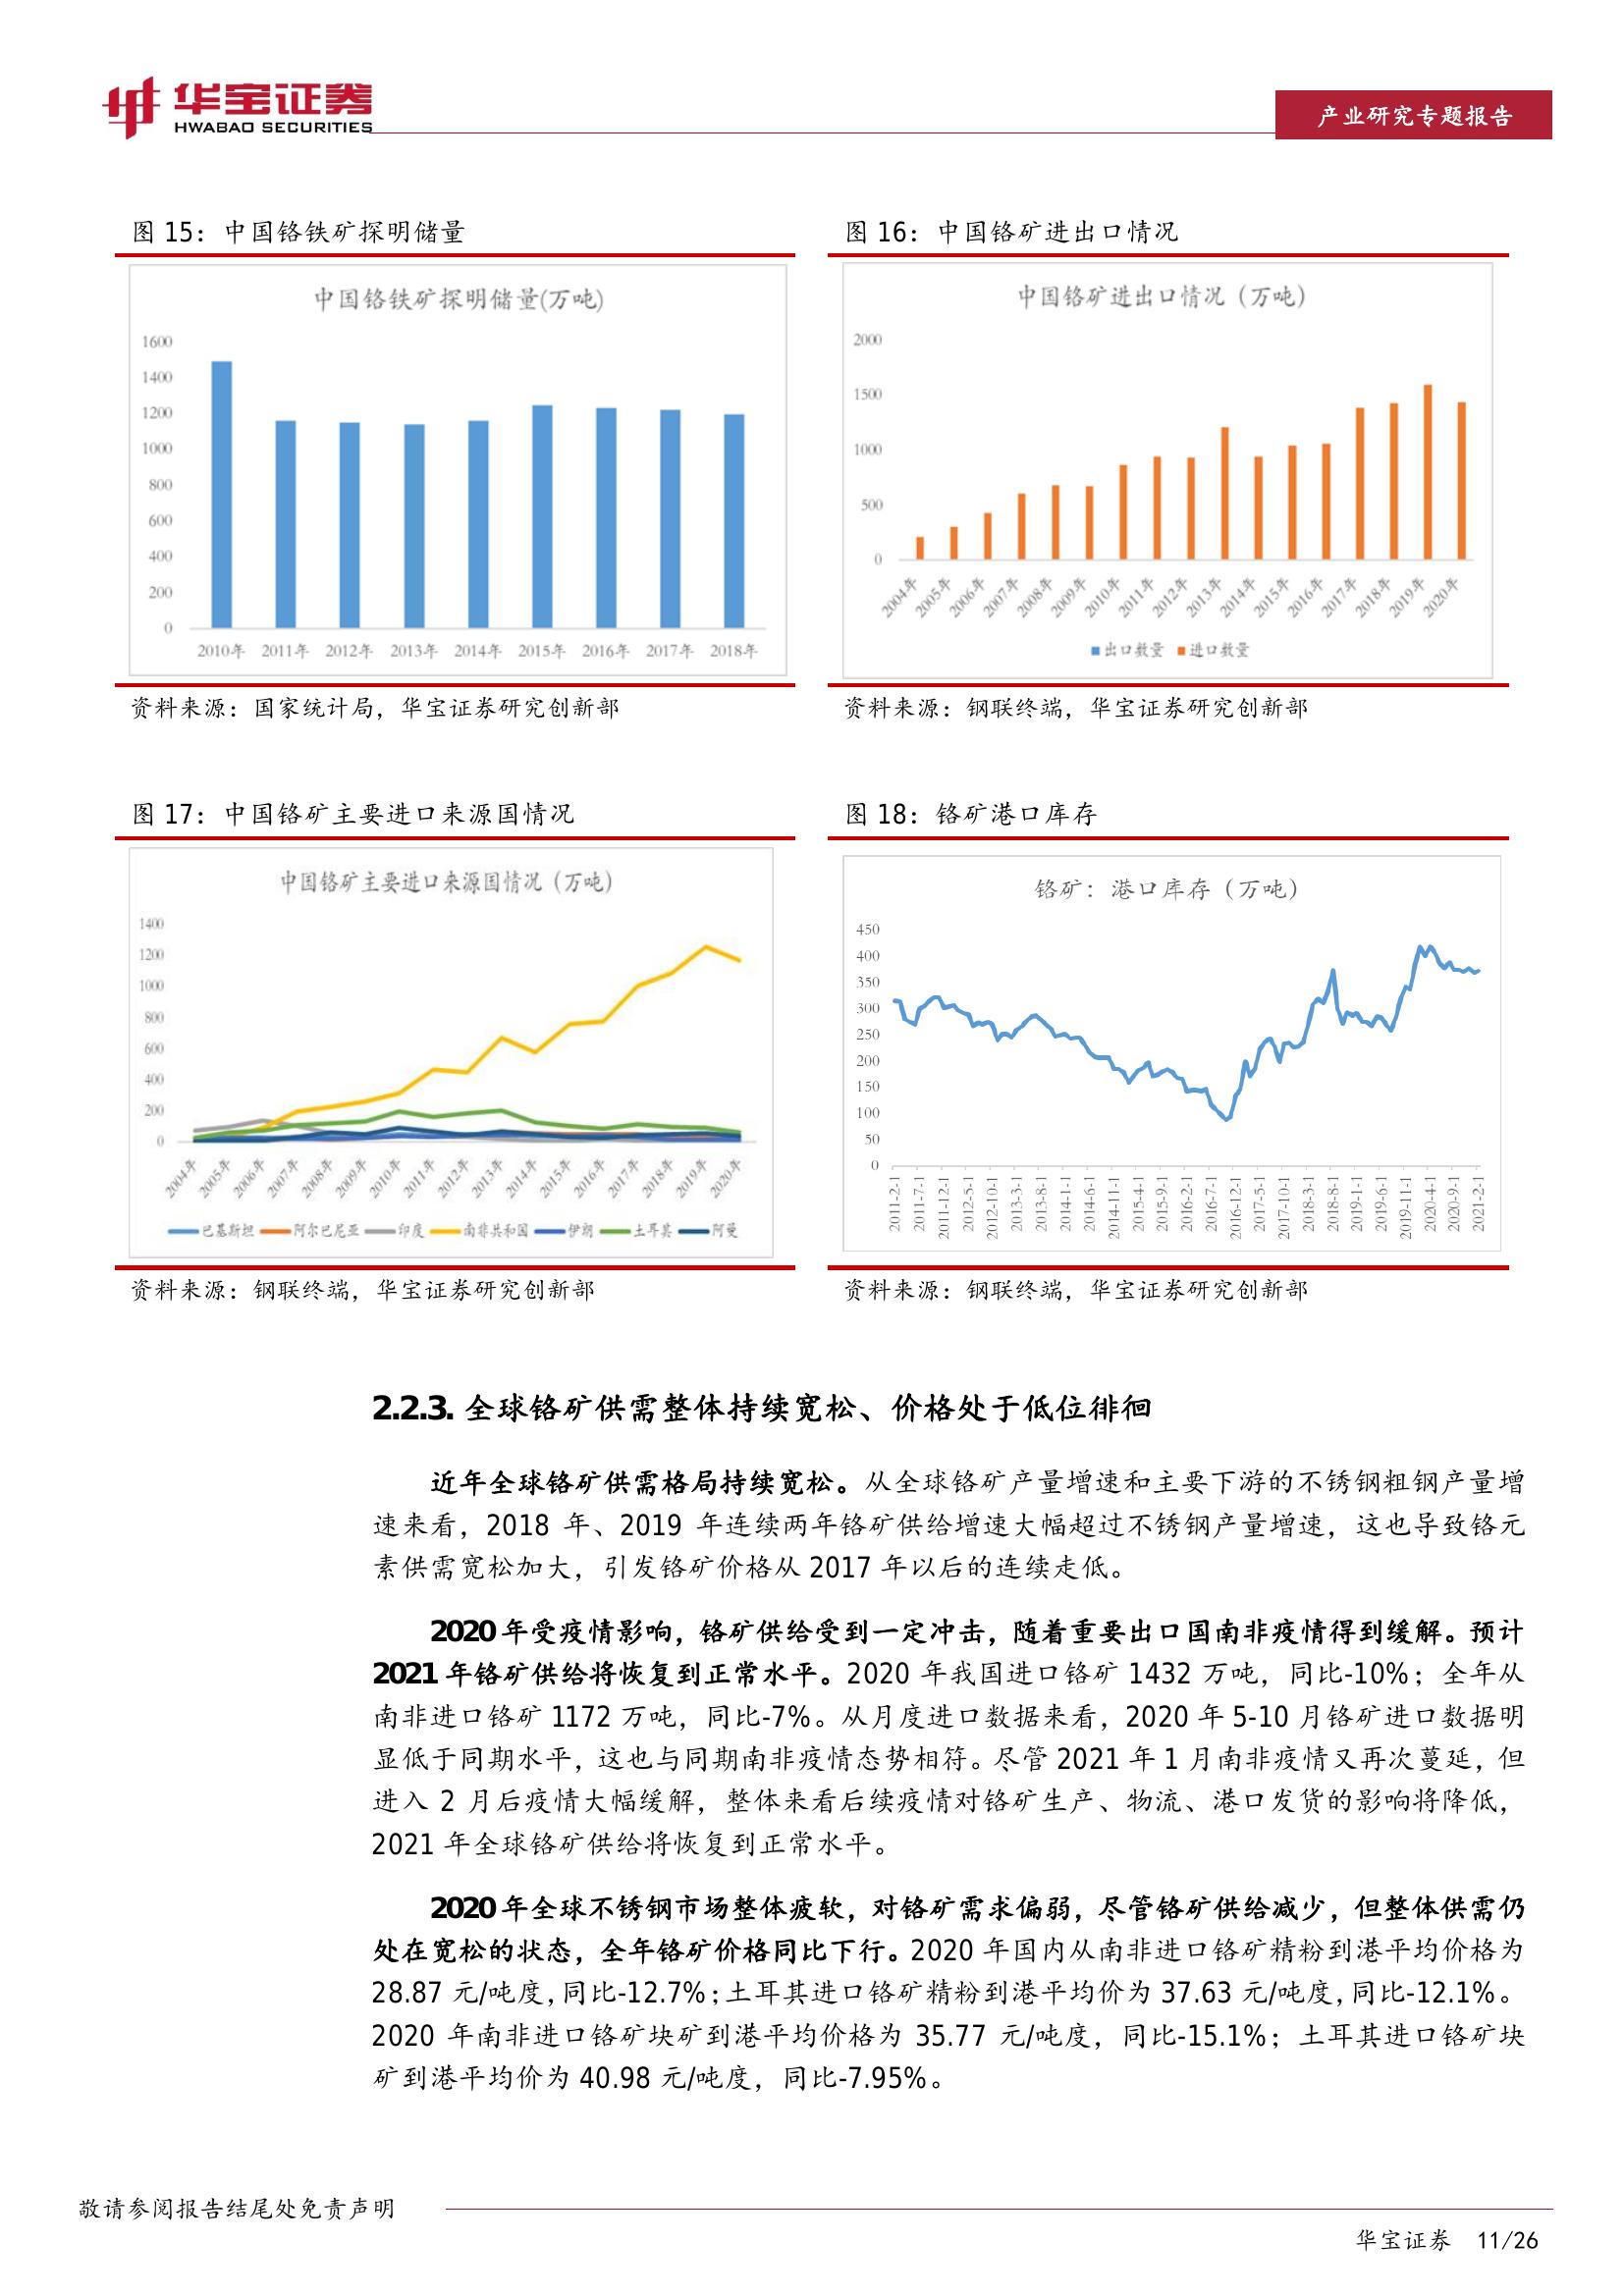 华宝证券
HWABAO SECURITIES
产业研究专题报告
图 15：中国铬铁矿探明储量
中国铬铁矿探明储量(万吨)
1600
1400
1200
1000
800
600
400
200
0
2010年 2011年 2012年 2013年 2014年 2015年 2016年 2017年 2018年
资料来源：国家统计局，华宝证券研究创新部
图 16：中国铬矿进出口情况
中国铬矿进出口情况（万吨）
2000
1500
1000
500
0
2004年 2005年 2006年 2007年 2008年 2009年 2010年 2011年 2012年 2013年 2014年 2015年 2016年 2017年 2018年 2019年 2020年
出口数量 进口数量
资料来源：钢联终端，华宝证券研究创新部
图 17：中国铬矿主要进口来源国情况
中国铬矿主要进口来源国情况（万吨）
1400
1200
1000
800
600
400
200
0
2004年 2005年 2006年 2007年 2008年 2009年 2010年 2011年 2012年 2013年 2014年 2015年 2016年 2017年 2018年 2019年 2020年
巴基斯坦 阿尔巴尼亚 印度 南非共和国 伊朗 土耳其 阿曼
资料来源：钢联终端，华宝证券研究创新部
图 18：铬矿港口库存
铬矿：港口库存（万吨）
450
400
350
300
250
200
150
100
50
0
2011-2-1 2011-7-1 2011-12-1 2012-5-1 2012-10-1 2013-3-1 2013-8-1 2014-1-1 2014-6-1 2014-11-1 2015-4-1 2015-9-1 2016-2-1 2016-7-1 2016-12-1 2017-5-1 2017-10-1 2018-3-1 2018-8-1 2019-1-1 2019-6-1 2019-11-1 2020-4-1 2020-9-1 2021-2-1
资料来源：钢联终端，华宝证券研究创新部
2.2.3. 全球铬矿供需整体持续宽松、价格处于低位徘徊
近年全球铬矿供需格局持续宽松。从全球铬矿产量增速和主要下游的不锈钢粗钢产量增
速来看，2018 年、2019 年连续两年铬矿供给增速大幅超过不锈钢产量增速，这也导致铬元
素供需宽松加大，引发铬矿价格从 2017 年以后的连续走低。
2020 年受疫情影响，铬矿供给受到一定冲击，随着重要出口国南非疫情得到缓解。预计
2021 年铬矿供给将恢复到正常水平。2020 年我国进口铬矿 1432 万吨，同比-10%；全年从
南非进口铬矿 1172 万吨，同比-7%。从月度进口数据来看，2020 年 5-10 月铬矿进口数据明
显低于同期水平，这也与同期南非疫情态势相符。尽管 2021 年 1 月南非疫情又再次蔓延，但
进入 2 月后疫情大幅缓解，整体来看后续疫情对铬矿生产、物流、港口发货的影响将降低，
2021 年全球铬矿供给将恢复到正常水平。
2020 年全球不锈钢市场整体疲软，对铬矿需求偏弱，尽管铬矿供给减少，但整体供需仍
处在宽松的状态，全年铬矿价格同比下行。2020 年国内从南非进口铬矿精粉到港平均价格为
28.87 元/吨度，同比-12.7%；土耳其进口铬矿精粉到港平均价为 37.63 元/吨度，同比-12.1%。
2020 年南非进口铬矿块矿到港平均价格为 35.77 元/吨度，同比-15.1%；土耳其进口铬矿块
矿到港平均价为 40.98 元/吨度，同比-7.95%。
敬请参阅报告结尾处免责声明
华宝证券 11/26